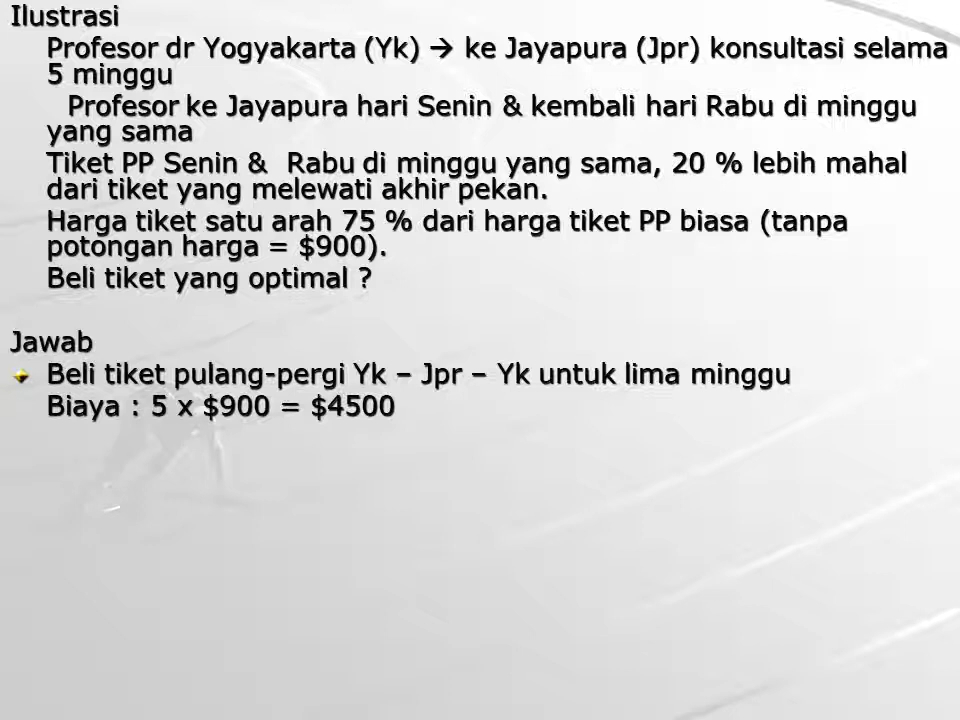 Ilustrasi
Profesor dr Yogyakarta (Yk) → ke Jayapura (Jpr) konsultasi selama
5 minggu
Profesor ke Jayapura hari Senin & kembali hari Rabu di minggu
yang sama
Tiket PP Senin & Rabu di minggu yang sama, 20 % lebih mahal
dari tiket yang melewati akhir pekan.
Harga tiket satu arah 75 % dari harga tiket PP biasa (tanpa
potongan harga = $900).
Beli tiket yang optimal ?
Jawab
Beli tiket pulang-pergi Yk – Jpr – Yk untuk lima minggu
Biaya : 5 x $900 = $4500